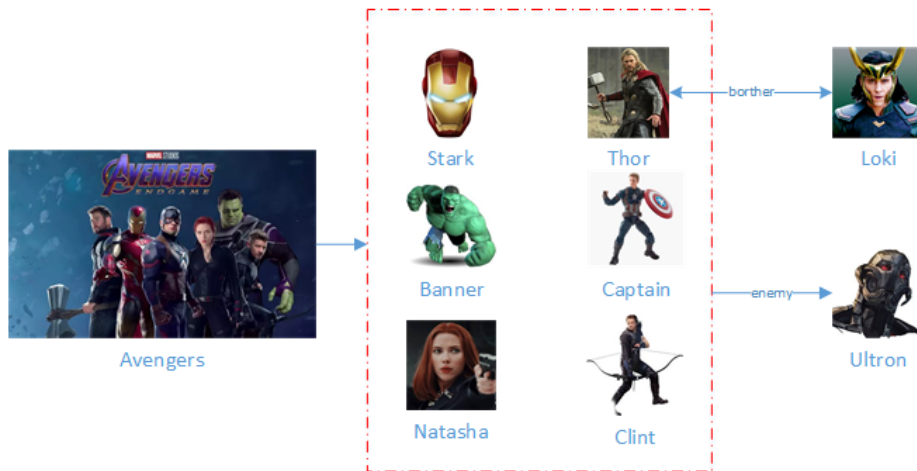 MARVEL STUDIOS
AVENGERS
ENDGAME
Avengers
Stark
Thor
borther
Loki
Banner
Captain
enemy
Ultron
Natasha
Clint